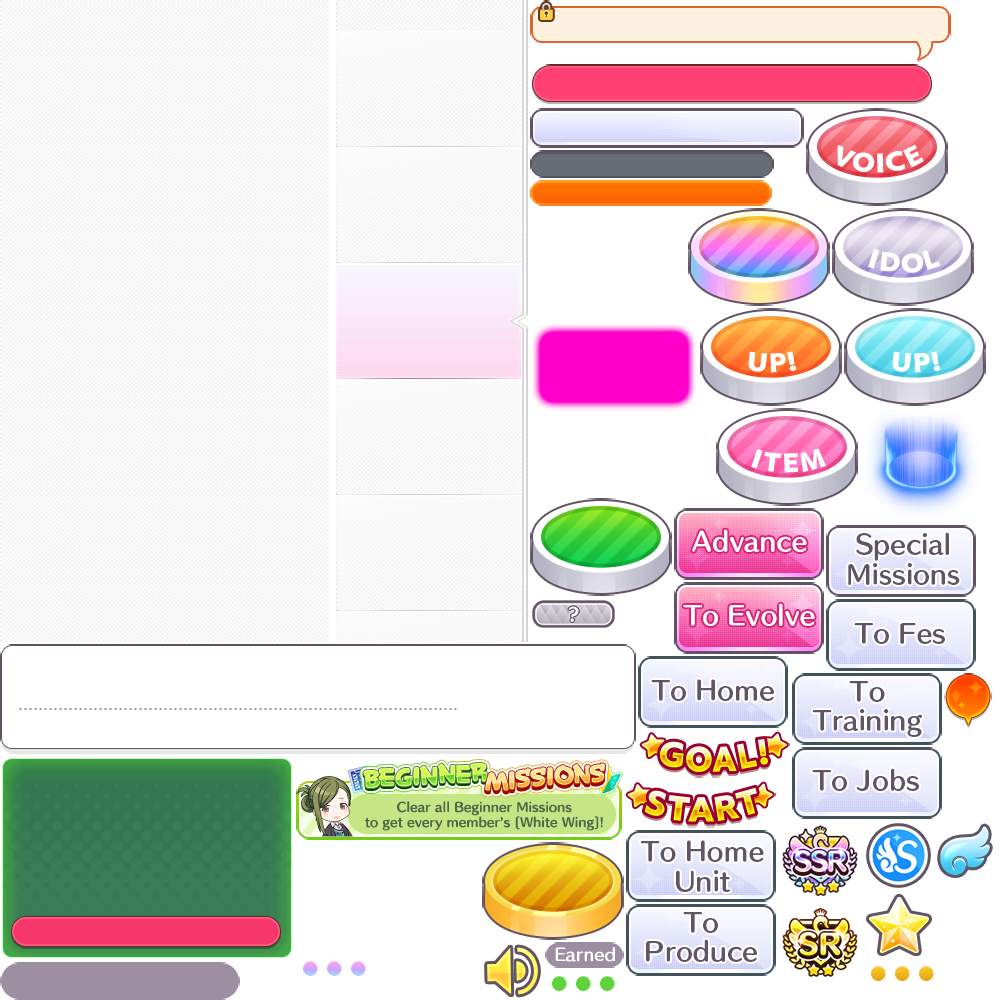 VOICE
IDOL
UP!
UP!
ITEM
Advance
Special
Missions
?
To Evolve
To Fes
To Home
To
Training
GOAL!
To Jobs
START
BEGINNER MISSIONS
Clear all Beginner Missions
to get every member's [White Wing]!
To Home
Unit
SSR
S
To
Produce
SR
Earned